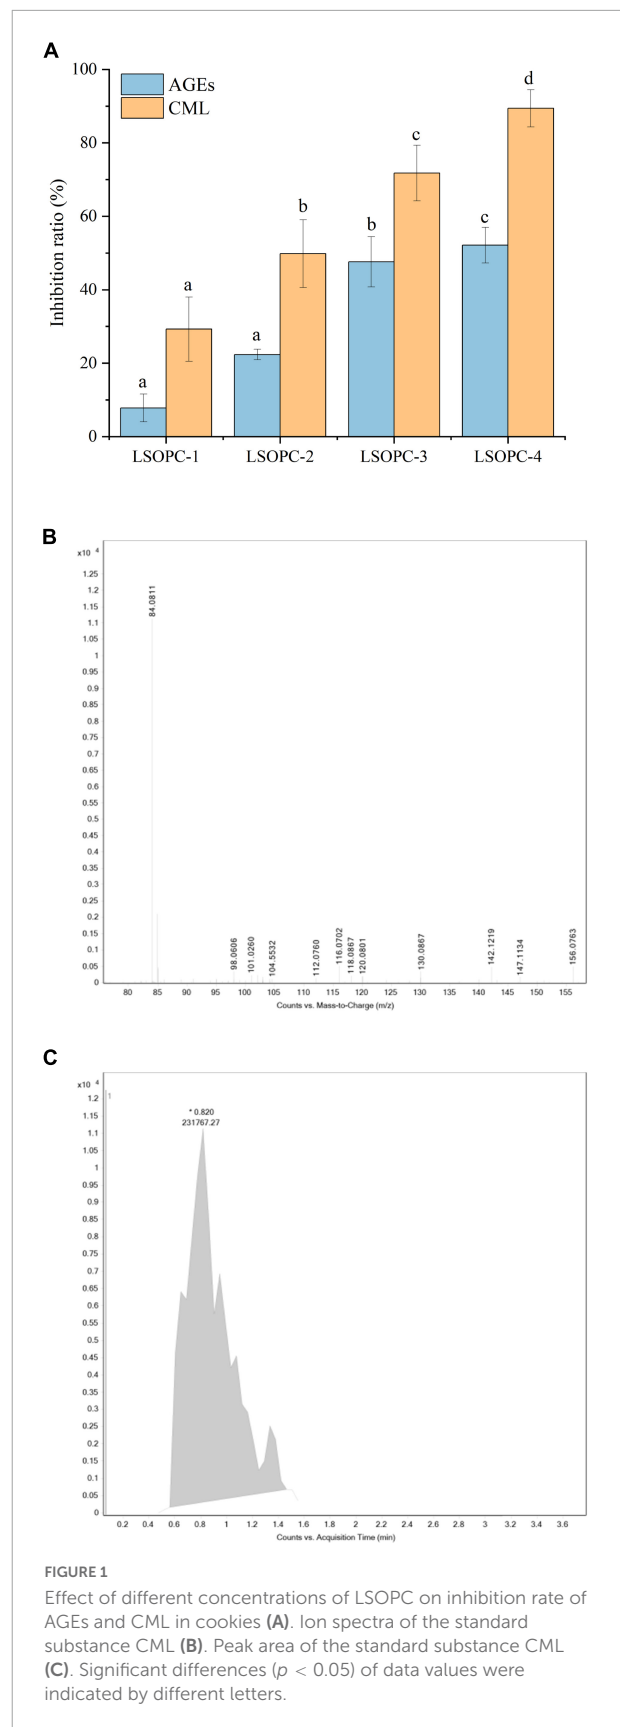 A
100
80
60
40
20
0
Inhibition ratio (%)
AGEs
CML
a
a
a
b
b
c
c
d
LSOPC-1 LSOPC-2 LSOPC-3 LSOPC-4
B
x10 4
1.25
1.2
1.15
1.1
1.05
1
0.95
0.9
0.85
0.8
0.75
0.7
0.65
0.6
0.55
0.5
0.45
0.4
0.35
0.3
0.25
0.2
0.15
0.1
0.05
0
84.0811
98.0606
101.0260
104.5532
112.0760
116.0702
118.0867
120.0801
130.0867
142.1219
147.1134
156.0763
80 85 90 95 100 105 110 115 120 125 130 135 140 145 150 155
Counts vs. Mass-to-Charge (m/z)
C
x10 4
1
1.2
1.15
1.1
1.05
1
0.95
0.9
0.85
0.8
0.75
0.7
0.65
0.6
0.55
0.5
0.45
0.4
0.35
0.3
0.25
0.2
0.15
0.1
0.05
0
* 0.820
231767.27
0.2 0.4 0.6 0.8 1 1.2 1.4 1.6 1.8 2 2.2 2.4 2.6 2.8 3 3.2 3.4 3.6
Counts vs. Acquisition Time (min)
FIGURE 1
Effect of different concentrations of LSOPC on inhibition rate of
AGEs and CML in cookies (A). Ion spectra of the standard
substance CML (B). Peak area of the standard substance CML
(C). Significant differences (p < 0.05) of data values were
indicated by different letters.